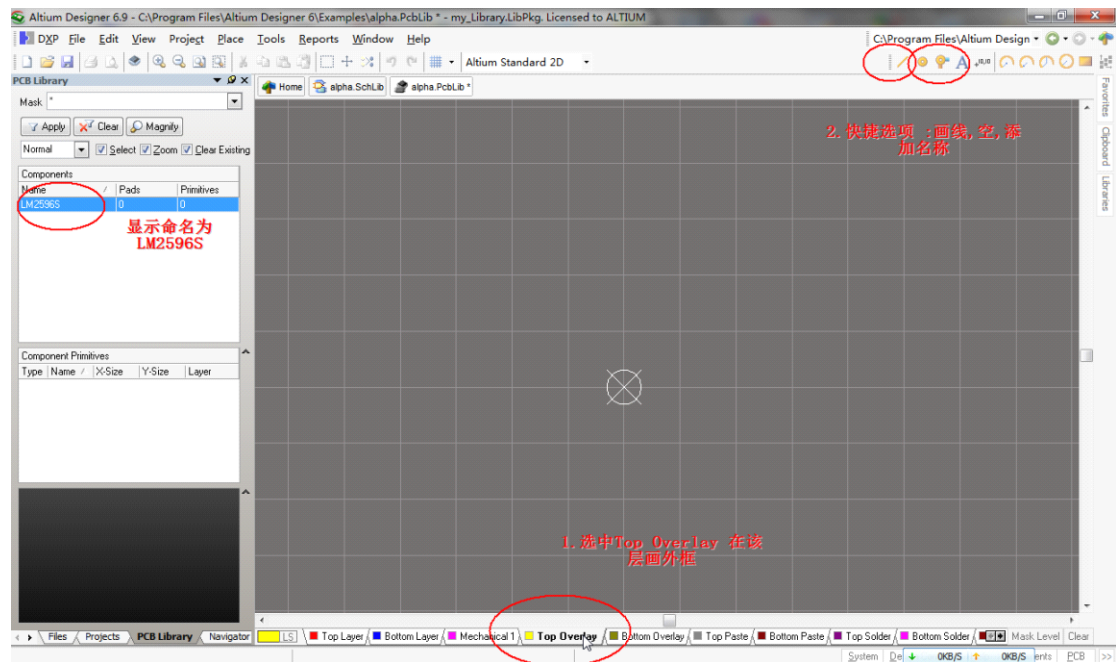 Altium Designer 6.9 - C:\Program Files\Altium Designer 6\Examples\alpha.PcbLib * - my_Library.LibPkg. Licensed to ALTIUM
DXP File Edit View Project Place Tools Reports Window Help
C:\Program Files\Altium Design
Altium Standard 2D
PCB Library
Home alpha.SchLib alpha.PcbLib *
Mask *
Apply Clear Magnify
Normal Select Zoom Clear Existing
Components
Name Pads Primitives
LM2596S 0 0
显示命名为
LM2596S
2.快捷选项 :画线,空,添
加名称
Favorites
Clipboard
Libraries
Component Primitives
Type Name X-Size Y-Size Layer
1.选中Top Overlay 在该
层画外框
Files Projects PCB Library Navigator
LS Top Layer Bottom Layer Mechanical 1 Top Overlay Bottom Overlay Top Paste Bottom Paste Top Solder Bottom Solder Mask Level Clear
System De 0KB/S 0KB/S ents PCB >>